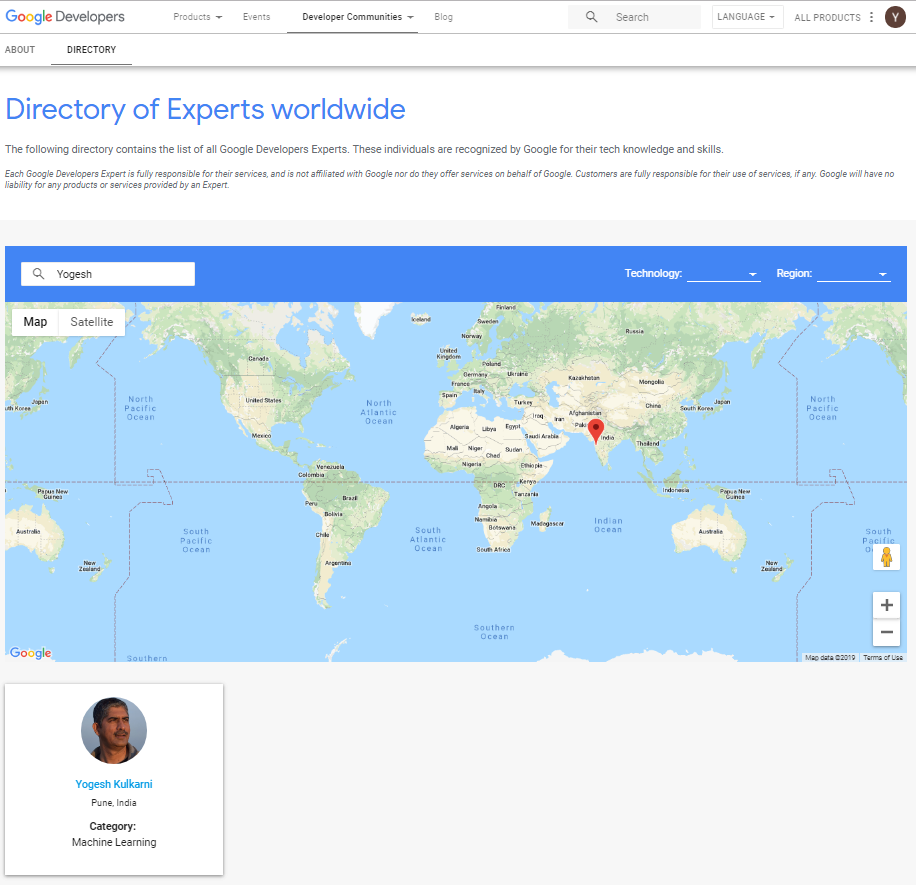 Google Developers
Products
Events
Developer Communities
Blog
Search
LANGUAGE
ALL PRODUCTS
Y
ABOUT
DIRECTORY
Directory of Experts worldwide
The following directory contains the list of all Google Developers Experts. These individuals are recognized by Google for their tech knowledge and skills.
Each Google Developers Expert is fully responsible for their services, and is not affiliated with Google nor do they offer services on behalf of Google. Customers are fully responsible for their use of services, if any. Google will have no
liability for any products or services provided by an Expert.
Yogesh
Technology:
Region:
Map
Satellite
Iceland
Finland
Sweden
Norway
Russia
United
Kingdom
Canada
Poland
Germany
Ukraine
France
Kazakhstan
Mongolia
Italy
Spain
Turkey
Japan
uth Korea
North
Pacific
Ocean
United States
North
Atlantic
Ocean
Iraq
Iran
Afghanistan
Paki
China
South Korea
Japan
North
Pacific
Ocean
Mexico
Algeria
Libya
Egypt
Saudi Arabia
India
Thailand
Mali
Niger
Chad
Sudan
Nigeria
Ethiopia
Venezuela
Colombia
DRC
Kenya
Tanzania
Indonesia
Papua New
Guinea
Papua New
Guinea
Peru
Brazil
Bolivia
Angola
Namibia
Botswana
Madagascar
Indian
Ocean
Australia
South
Pacific
Ocean
Chile
South
Atlantic
Ocean
South Africa
Australia
South
Pacific
Oc
New
Zealand
Argentina
New
Zealand
Southern
Ocean
Southern
Google
Map data ©2019
Terms of Use
Yogesh Kulkarni
Pune, India
Category:
Machine Learning